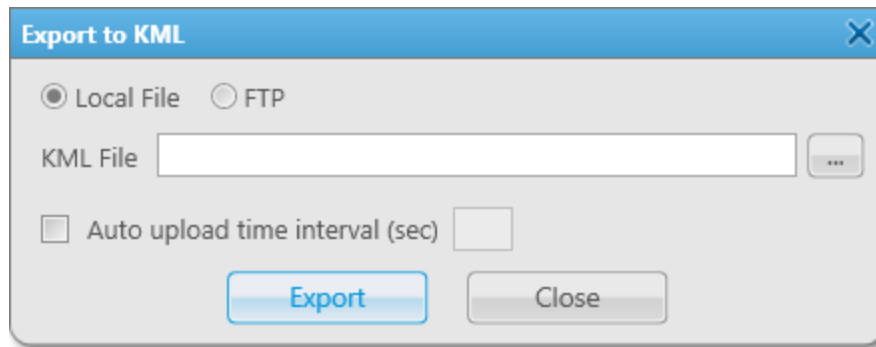 Export to KML
Local File FTP
KML File ...
Auto upload time interval (sec)
Export Close